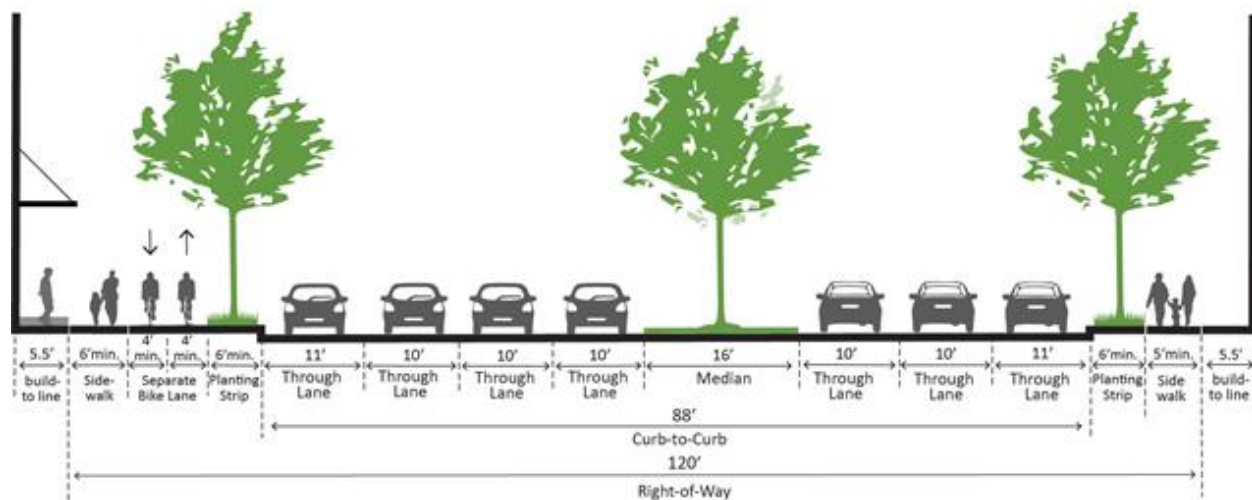 5.5’
build-
to line
6’min.
Side-
walk
4’
min.
4’
min.
Separate
Bike Lane
6’min.
Planting
Strip
11’
Through
Lane
10’
Through
Lane
10’
Through
Lane
10’
Through
Lane
16’
Median
10’
Through
Lane
10’
Through
Lane
11’
Through
Lane
6’min.
Planting
Strip
5’min.
Side
walk
5.5’
build-
to line
88’
Curb-to-Curb
120’
Right-of-Way